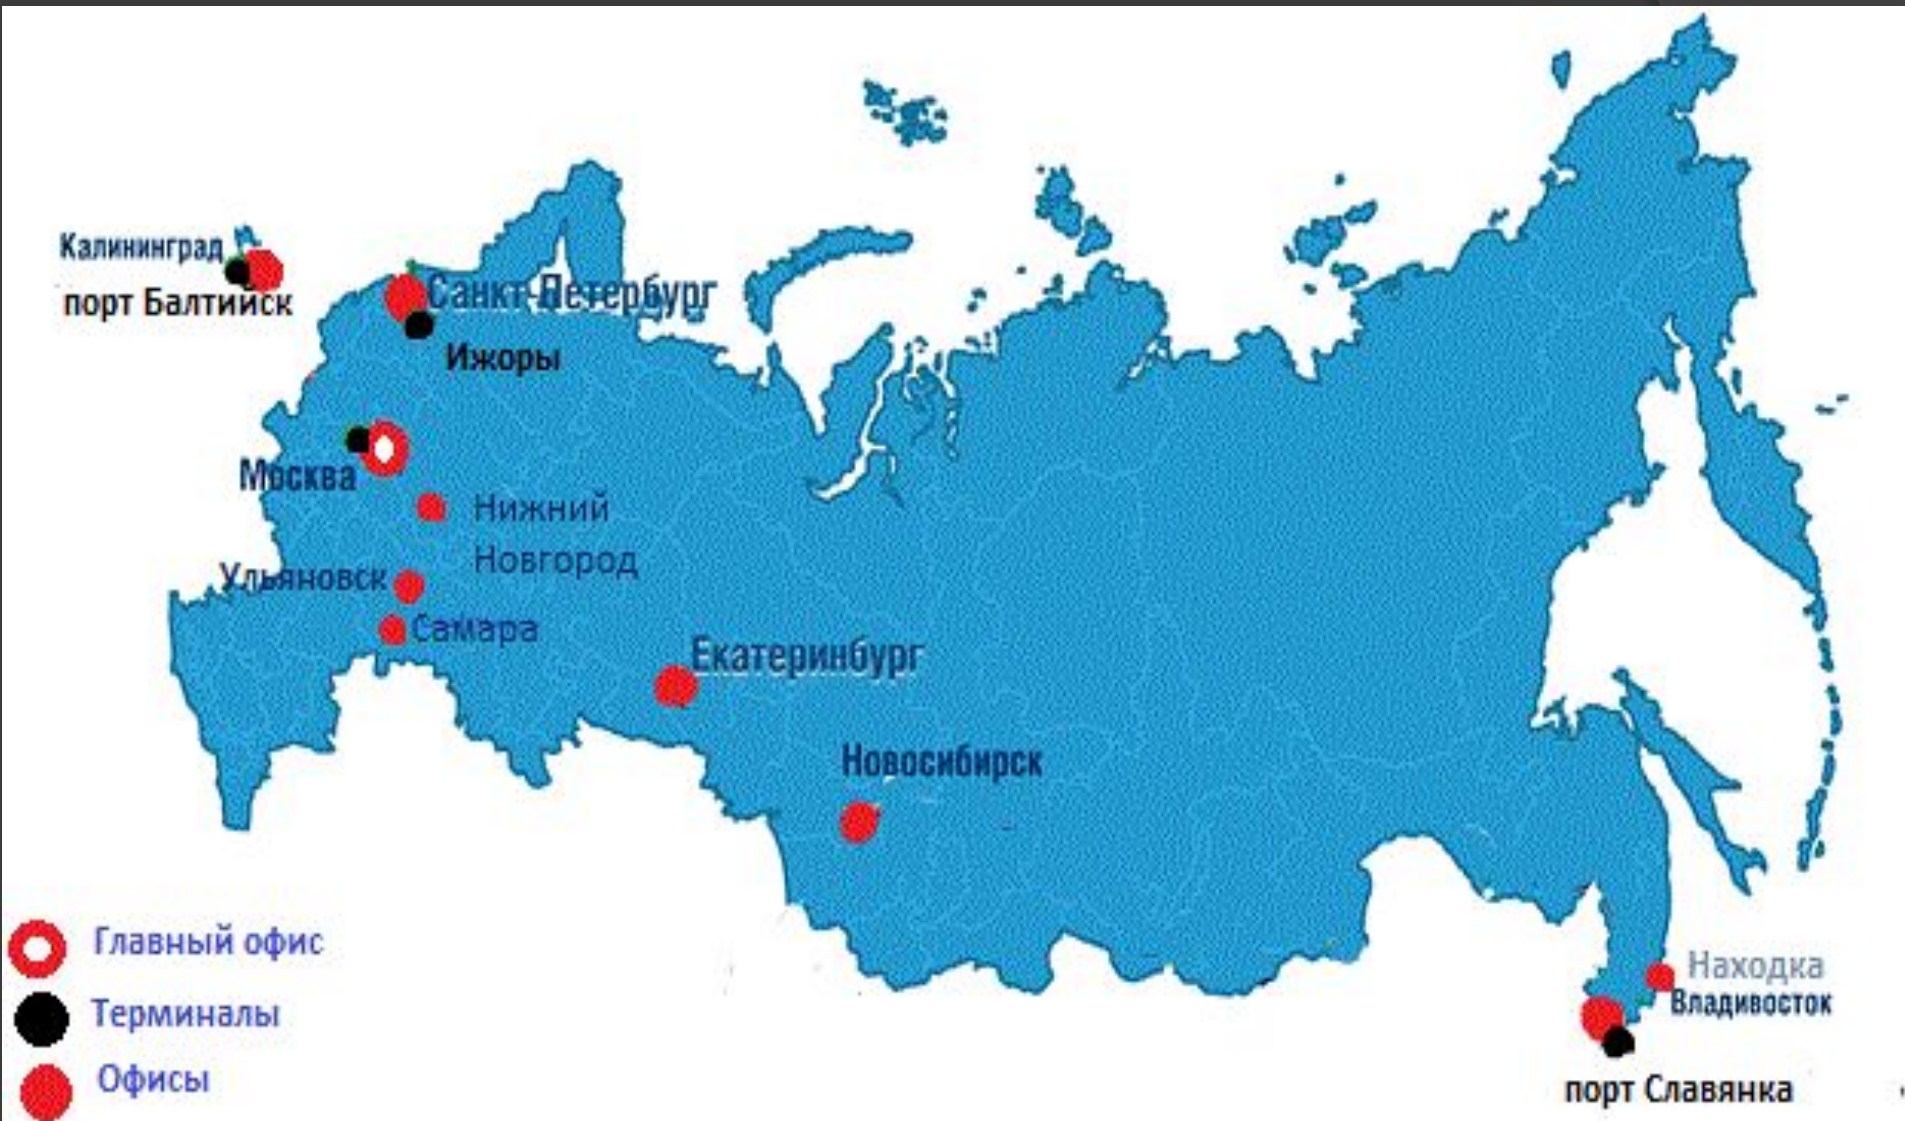 Калининград
порт Балтийск
Санкт-Петербург
Ижоры
Москва
Нижний
Новгород
Ульяновск
Самара
Екатеринбург
Новосибирск
Главный офис
Терминалы
Офисы
Находка
Владивосток
порт Славянка